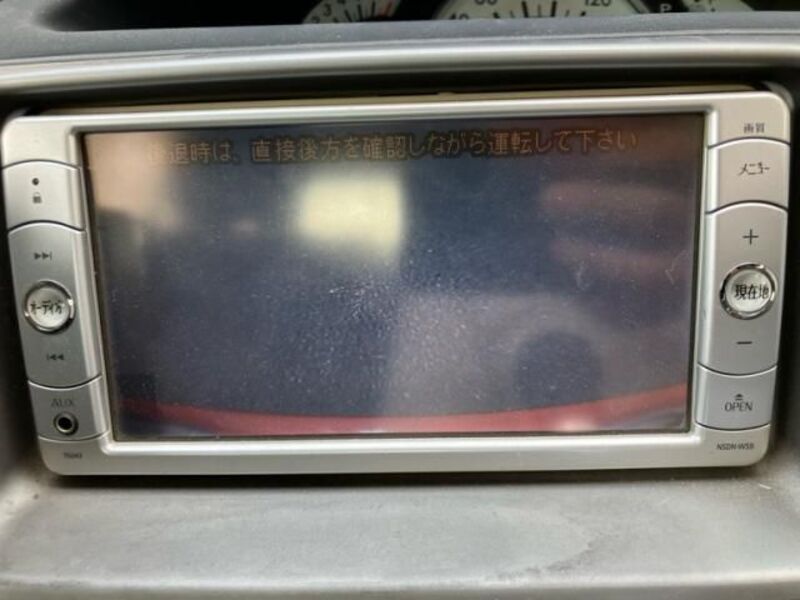 120
P
後退時は、直接後方を確認しながら運転して下さい
画質
メニュー
+
現在地
−
OPEN
オーディオ
AUX
NSDN-W59